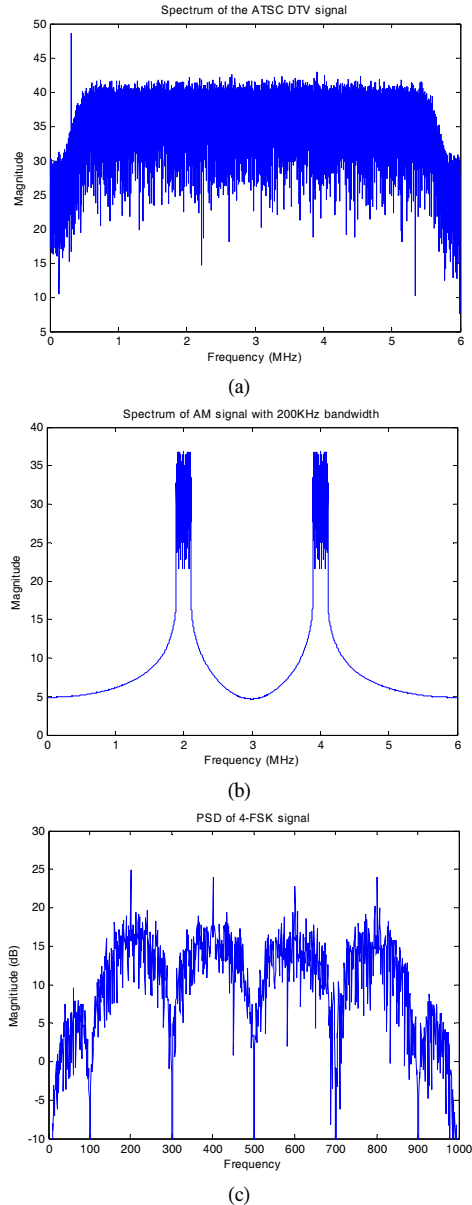 Spectrum of the ATSC DTV signal
50
45
40
35
30
25
20
15
10
5
Magnitude
0 1 2 3 4 5 6
Frequency (MHz)
(a)
Spectrum of AM signal with 200KHz bandwidth
40
35
30
25
20
15
10
5
0
Magnitude
0 1 2 3 4 5 6
Frequency (MHz)
(b)
PSD of 4-FSK signal
30
25
20
15
10
5
0
-5
-10
Magnitiude (dB)
0 100 200 300 400 500 600 700 800 900 1000
Frequency
(c)